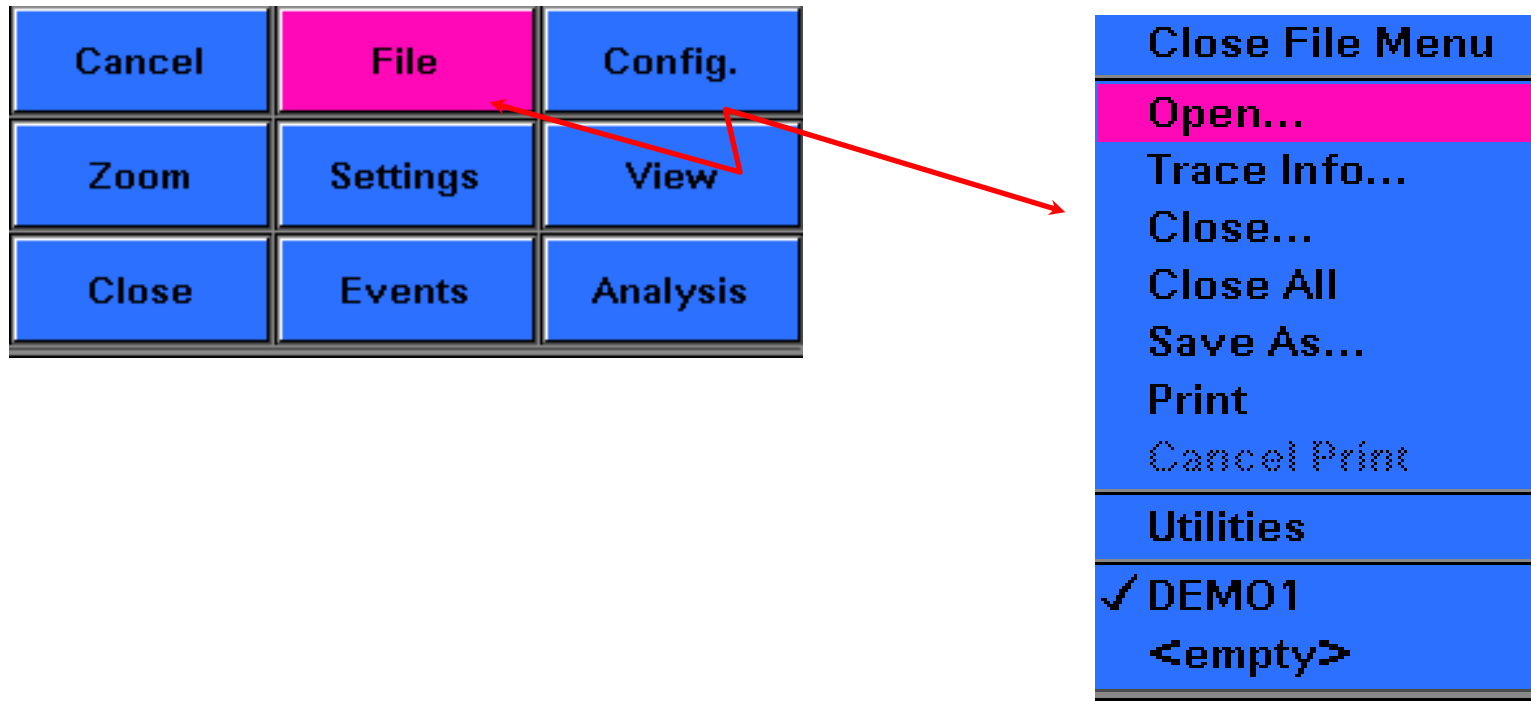 Cancel File Config.
Zoom Settings View
Close Events Analysis
Close File Menu
Open...
Trace Info...
Close...
Close All
Save As...
Print
Cancel Print
Utilities
✓ DEMO1
<empty>